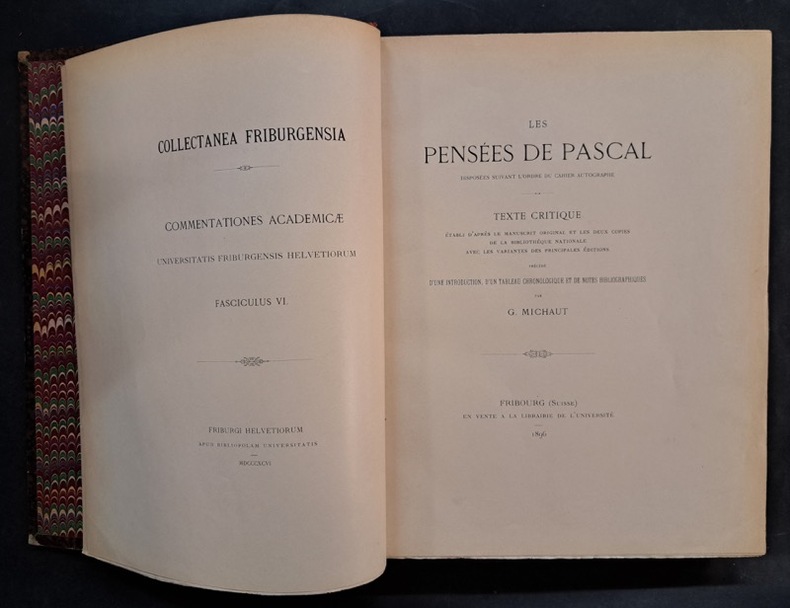 COLLECTANEA FRIBURGENSIA
COMMENTATIONES ACADEMICÆ
UNIVERSITATIS FRIBURGENSIS HELVETIORUM
FASCICULUS VI.
FRIBURGI HELVETIORUM
APUD BIBLIOPOLAM UNIVERSITATIS
MDCCCXCVI
LES
PENSÉES DE PASCAL
DISPOSÉES SUIVANT L'ORDRE DU CAHIER AUTOGRAPHE
TEXTE CRITIQUE
ÉTABLI D'APRÈS LE MANUSCRIT ORIGINAL ET LES DEUX COPIES
DE LA BIBLIOTHÈQUE NATIONALE
AVEC LES VARIANTES DES PRINCIPALES ÉDITIONS
PRÉCÉDÉ
D'UNE INTRODUCTION, D'UN TABLEAU CHRONOLOGIQUE ET DE NOTES BIBLIOGRAPHIQUES
PAR
G. MICHAUT
FRIBOURG (SUISSE)
EN VENTE A LA LIBRAIRIE DE L'UNIVERSITÉ
1896